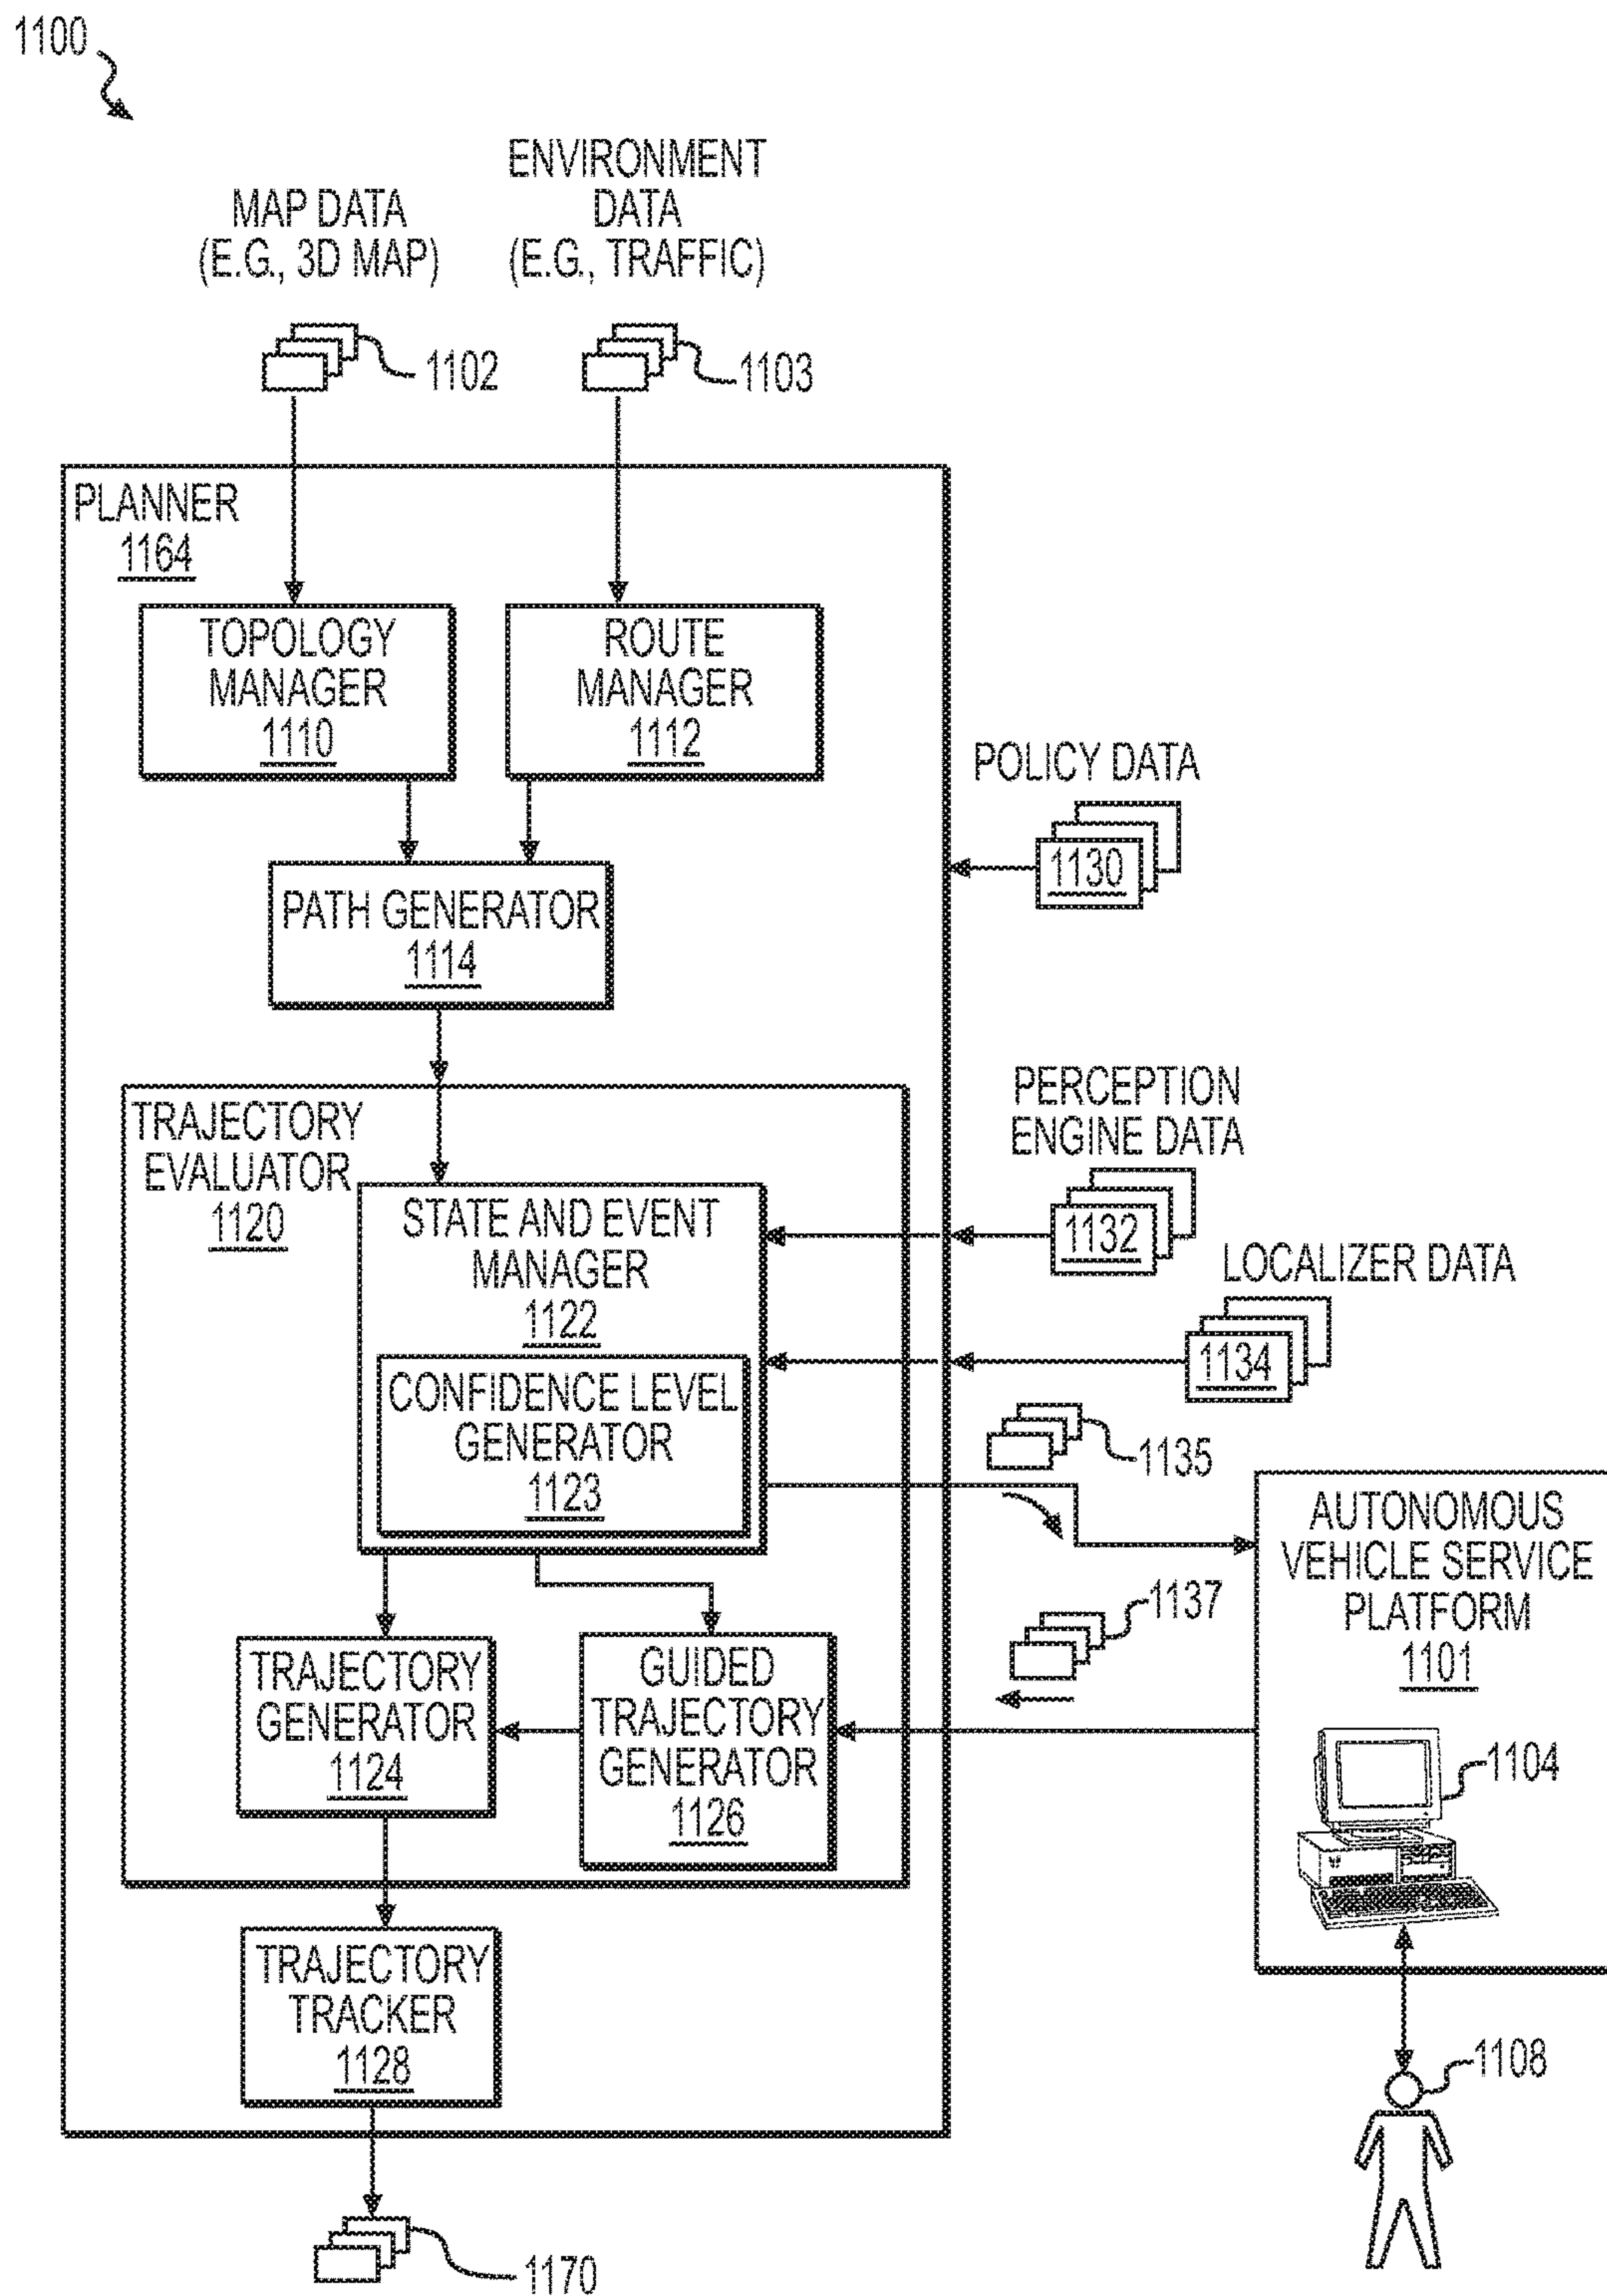 1100
MAP DATA
(E.G., 3D MAP)
ENVIRONMENT
DATA
(E.G., TRAFFIC)
1102
1103
PLANNER
1164
TOPOLOGY
MANAGER
1110
ROUTE
MANAGER
1112
POLICY DATA
1130
PATH GENERATOR
1114
TRAJECTORY
EVALUATOR
1120
PERCEPTION
ENGINE DATA
1132
STATE AND EVENT
MANAGER
1122
LOCALIZER DATA
1134
CONFIDENCE LEVEL
GENERATOR
1123
1135
AUTONOMOUS
VEHICLE SERVICE
PLATFORM
1101
1137
TRAJECTORY
GENERATOR
1124
GUIDED
TRAJECTORY
GENERATOR
1126
1104
TRAJECTORY
TRACKER
1128
1108
1170